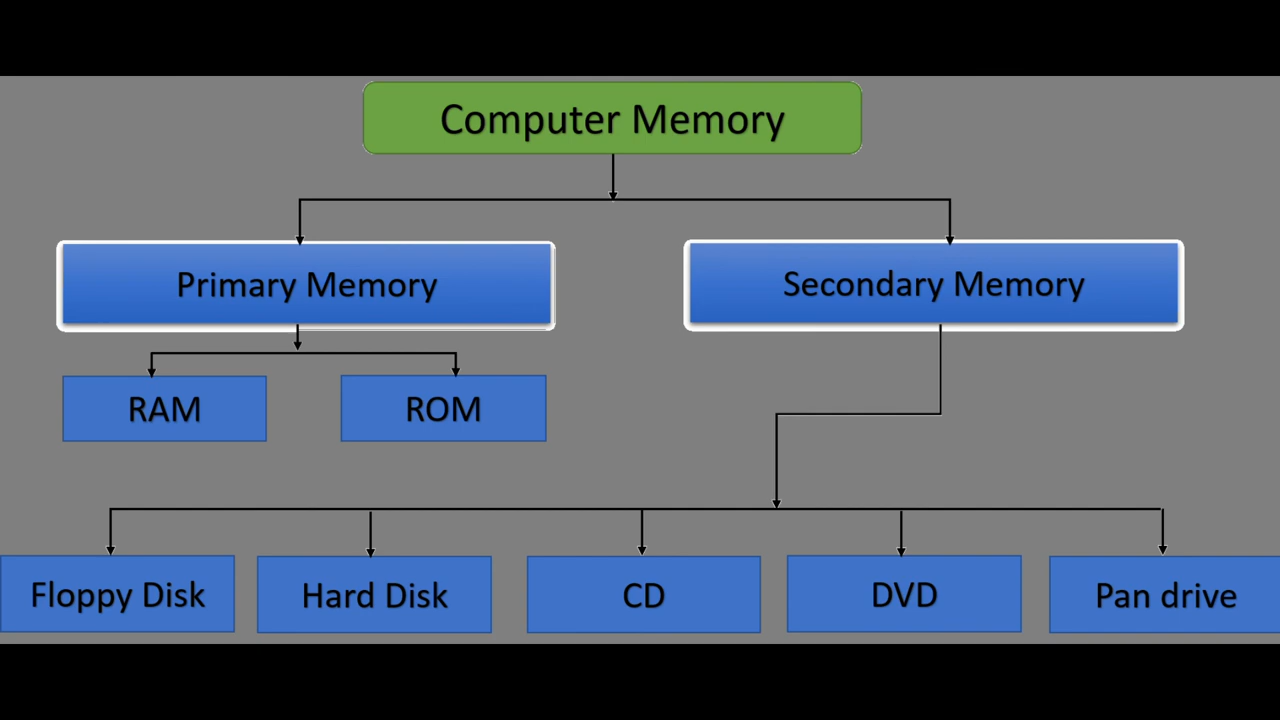 Computer Memory
Primary Memory
Secondary Memory
RAM
ROM
Floppy Disk
Hard Disk
CD
DVD
Pan drive